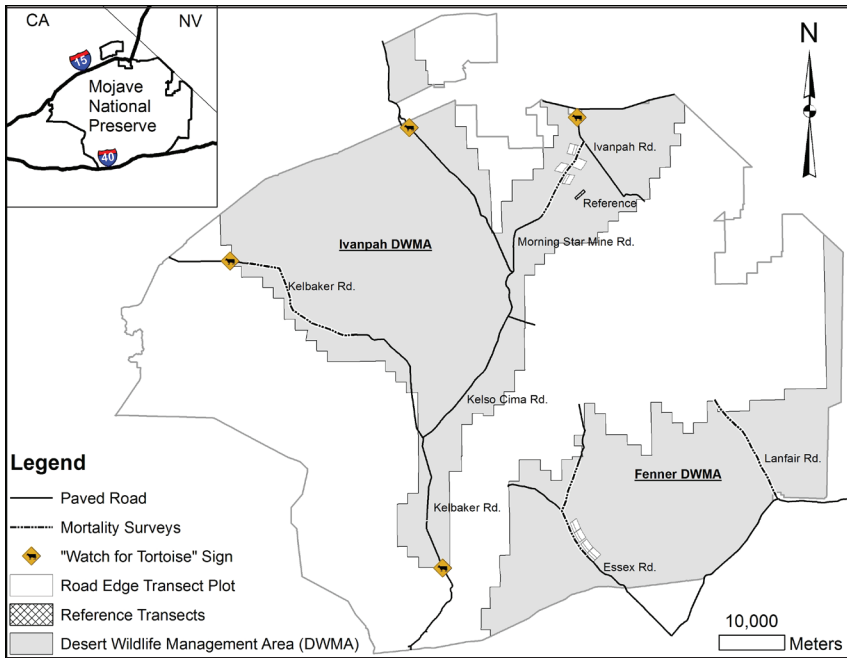 CA
NV
15
Mojave
National
Preserve
40
N
Ivanpah Rd.
Reference
Ivanpah DWMA
Morning Star Mine Rd.
Kelbaker Rd.
Kelso Cima Rd.
Lanfair Rd.
Fenner DWMA
Kelbaker Rd.
Essex Rd.
Legend
Paved Road
Mortality Surveys
"Watch for Tortoise" Sign
Road Edge Transect Plot
Reference Transects
Desert Wildlife Management Area (DWMA)
10,000
Meters